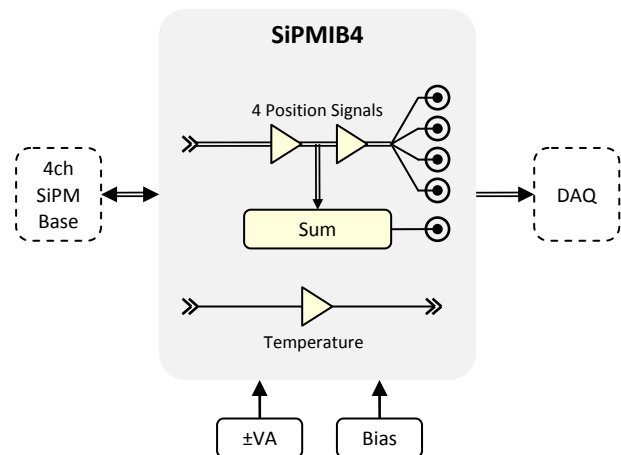 SiPMIB4
4 Position Signals
4ch
SiPM
Base
DAQ
Sum
Temperature
±VA
Bias